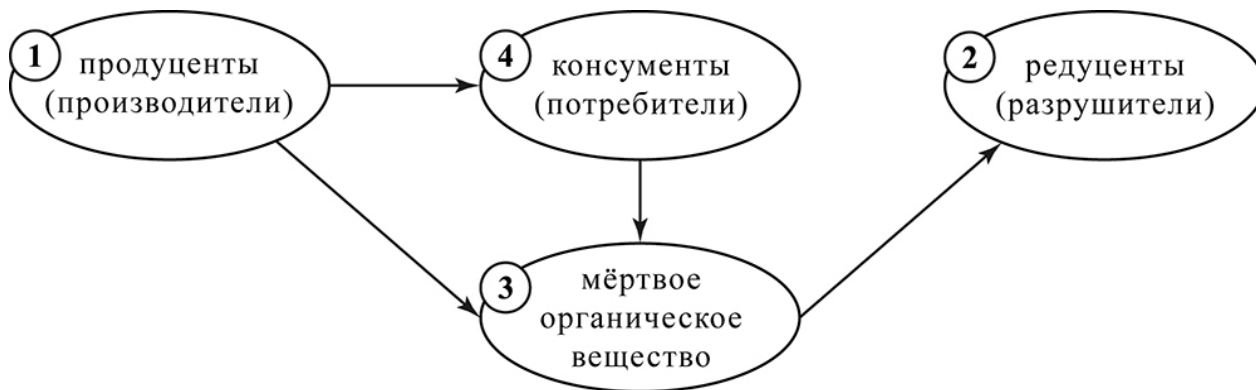 1
продуценты
(производители)
4
консументы
(потребители)
2
редуценты
(разрушители)
3
мёртвое
органическое
вещество